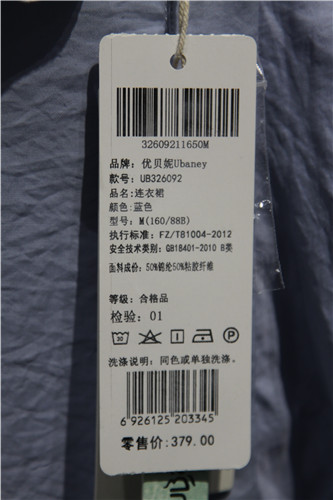 32609211650M
品牌: 优贝妮Ubaney
款号: UB326092
品名: 连衣裙
颜色: 蓝色
型号: M(160/88B)
执行标准: FZ/T81004-2012
安全技术类别: GB18401-2010 B类
面料成份: 50%锦纶50%粘胶纤维
等级: 合格品
检验: 01
30
洗涤说明: 同色或单独洗涤。
6 926125 203345
零售价: 379.00